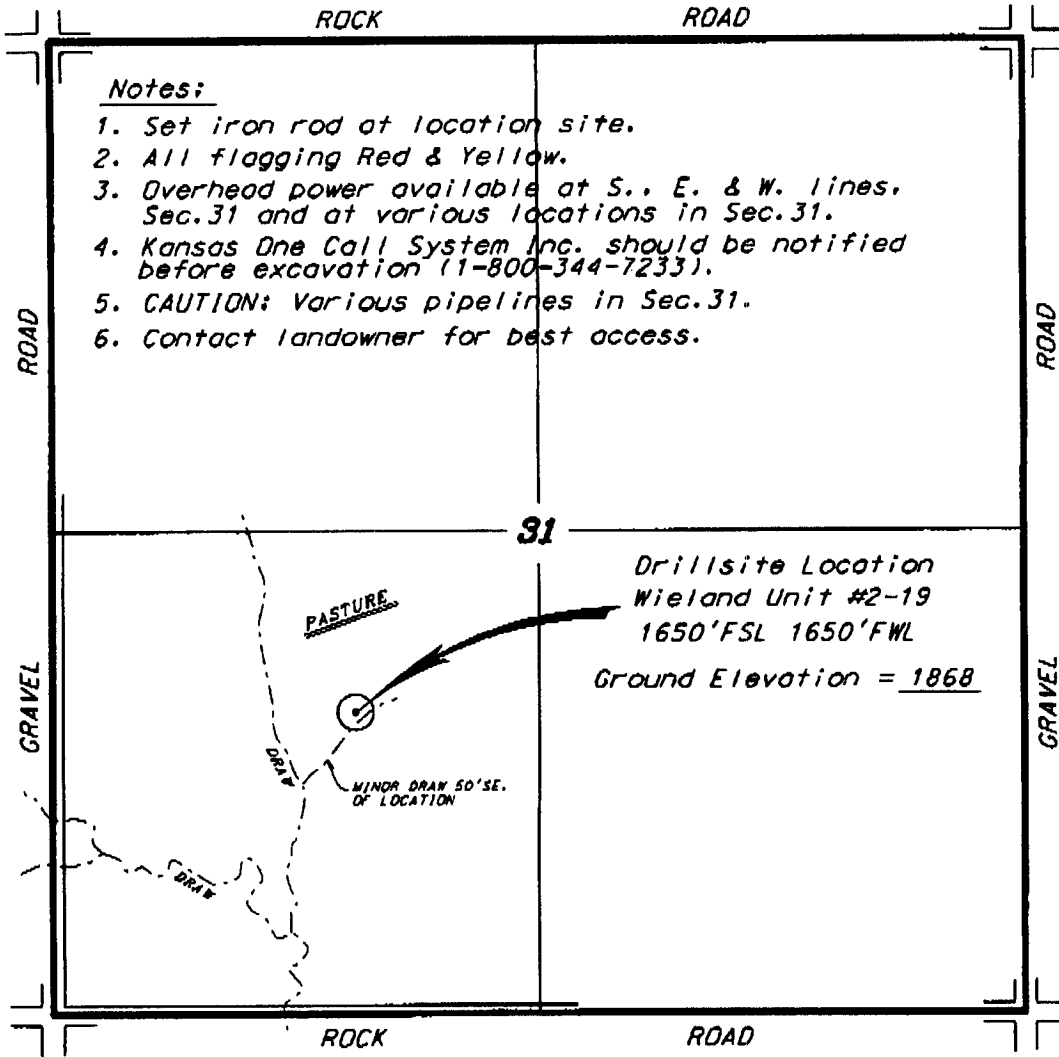 ROCK ROAD
Notes:
1. Set iron rod at location site.
2. All flagging Red & Yellow.
3. Overhead power available at S., E. & W. lines,
Sec.31 and at various locations in Sec.31.
4. Kansas One Call System Inc. should be notified
before excavation (1-800-344-7233).
5. CAUTION: Various pipelines in Sec.31.
6. Contact landowner for best access.
ROAD
ROAD
31
Drillsite Location
Wieland Unit #2-19
1650'FSL 1650'FWL
Ground Elevation = 1868
PASTURE
GRAVEL
GRAVEL
DRAW
MINOR DRAW 50'SE.
OF LOCATION
DRAW
ROCK ROAD